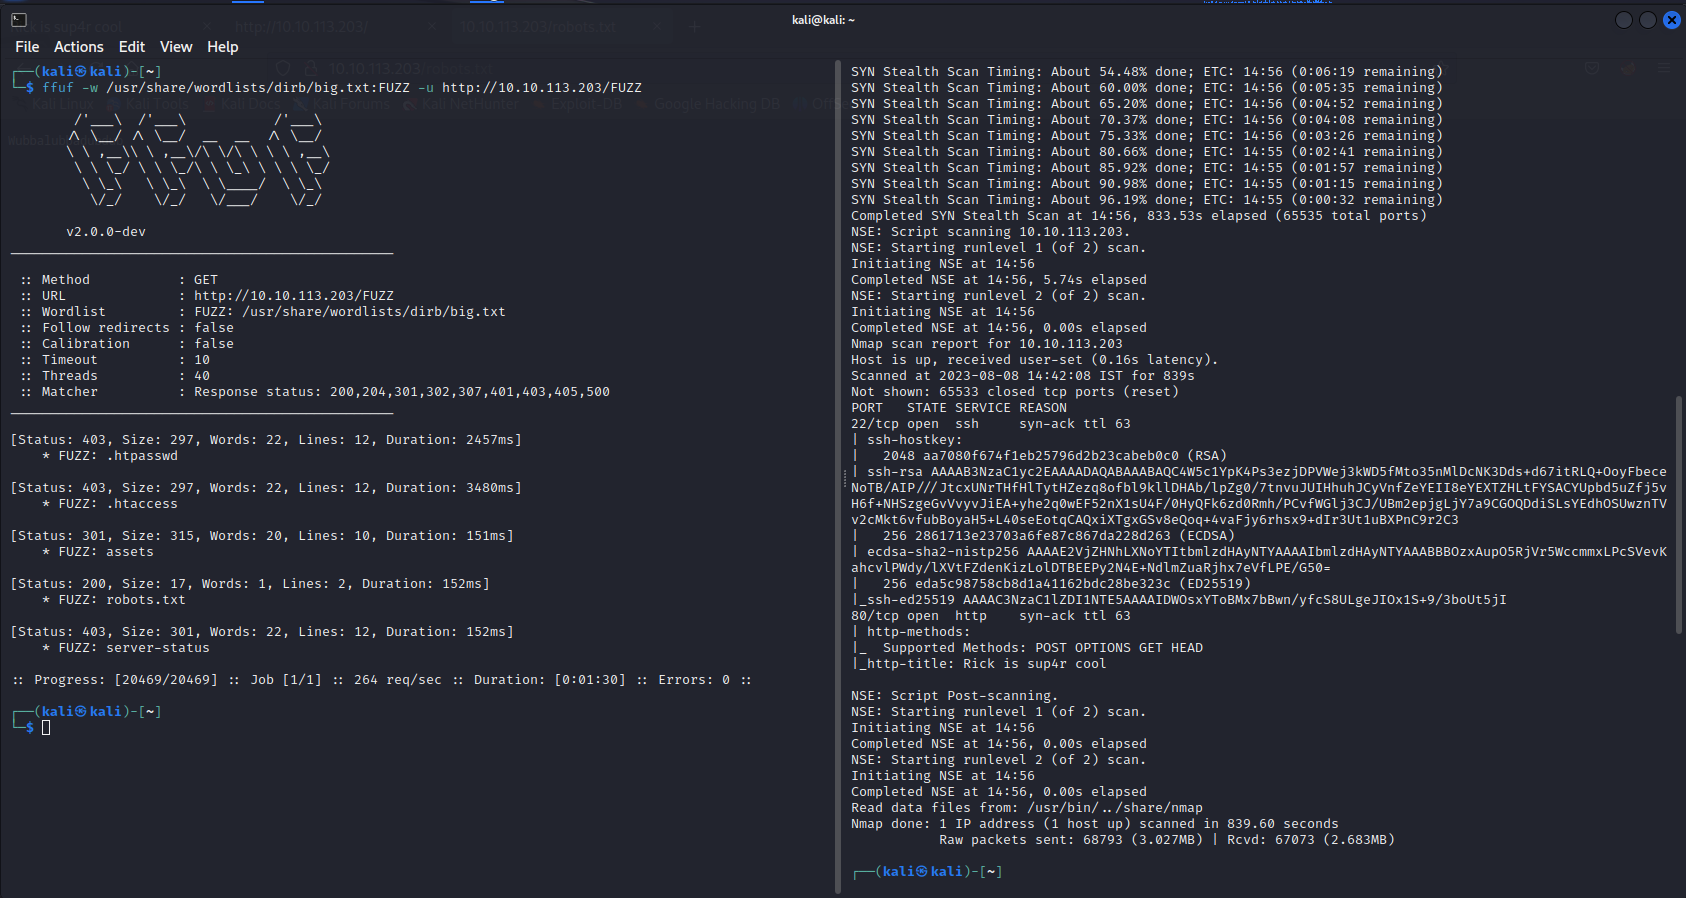 kali@kali: ~
File Actions Edit View Help
┌──(kali㉿kali)-[~]
└─$ ffuf -w /usr/share/wordlists/dirb/big.txt:FUZZ -u http://10.10.113.203/FUZZ
v2.0.0-dev
:: Method : GET
:: URL : http://10.10.113.203/FUZZ
:: Wordlist : FUZZ: /usr/share/wordlists/dirb/big.txt
:: Follow redirects : false
:: Calibration : false
:: Timeout : 10
:: Threads : 40
:: Matcher : Response status: 200,204,301,302,307,401,403,405,500
[Status: 403, Size: 297, Words: 22, Lines: 12, Duration: 2457ms]
* FUZZ: .htpasswd
[Status: 403, Size: 297, Words: 22, Lines: 12, Duration: 3480ms]
* FUZZ: .htaccess
[Status: 301, Size: 315, Words: 20, Lines: 10, Duration: 151ms]
* FUZZ: assets
[Status: 200, Size: 17, Words: 1, Lines: 2, Duration: 152ms]
* FUZZ: robots.txt
[Status: 403, Size: 301, Words: 22, Lines: 12, Duration: 152ms]
* FUZZ: server-status
:: Progress: [20469/20469] :: Job [1/1] :: 264 req/sec :: Duration: [0:01:30] :: Errors: 0 ::
┌──(kali㉿kali)-[~]
└─$
SYN Stealth Scan Timing: About 54.48% done; ETC: 14:56 (0:06:19 remaining)
SYN Stealth Scan Timing: About 60.00% done; ETC: 14:56 (0:05:35 remaining)
SYN Stealth Scan Timing: About 65.20% done; ETC: 14:56 (0:04:52 remaining)
SYN Stealth Scan Timing: About 70.37% done; ETC: 14:56 (0:04:08 remaining)
SYN Stealth Scan Timing: About 75.33% done; ETC: 14:56 (0:03:26 remaining)
SYN Stealth Scan Timing: About 80.66% done; ETC: 14:55 (0:02:41 remaining)
SYN Stealth Scan Timing: About 85.92% done; ETC: 14:55 (0:01:57 remaining)
SYN Stealth Scan Timing: About 90.98% done; ETC: 14:55 (0:01:15 remaining)
SYN Stealth Scan Timing: About 96.19% done; ETC: 14:55 (0:00:32 remaining)
Completed SYN Stealth Scan at 14:56, 833.53s elapsed (65535 total ports)
NSE: Script scanning 10.10.113.203.
NSE: Starting runlevel 1 (of 2) scan.
Initiating NSE at 14:56
Completed NSE at 14:56, 5.74s elapsed
NSE: Starting runlevel 2 (of 2) scan.
Initiating NSE at 14:56
Completed NSE at 14:56, 0.00s elapsed
Nmap scan report for 10.10.113.203
Host is up, received user-set (0.16s latency).
Scanned at 2023-08-08 14:42:08 IST for 839s
Not shown: 65533 closed tcp ports (reset)
PORT STATE SERVICE REASON
22/tcp open ssh syn-ack ttl 63
| ssh-hostkey:
| 2048 aa7080f674f1eb25796d2b23cabeb0c0 (RSA)
| ssh-rsa AAAAB3NzaC1yc2EAAAADAQABAAABAQC4W5c1YpK4Ps3ezjDPVWej3kWD5fMto35nMlDcNK3Dds+d67itRLQ+OoyFbece
NoTB/AIP///JtcxUNrTHfHlTytHZezq8ofbl9kllDHAb/lpZg0/7tnvuJUIHhuhJCyVnfZeYEII8eYEXTZHLtFYSACYUpbd5uZfj5v
H6f+NHSzgeGvVvyvJiEA+yhe2q0wEF52nX1sU4F/0HyQFk6zd0Rmh/PCvfWGlj3CJ/UBm2epjgLjY7a9CGOQDdiSLsYEdhOSUwznTV
v2cMkt6vfubBoyaH5+L40seEotqCAQxiXTgxGSv8eQoq+4vaFjy6rhsx9+dIr3Ut1uBXPnC9r2C3
| 256 2861713e23703a6fe87c867da228d263 (ECDSA)
| ecdsa-sha2-nistp256 AAAAE2VjZHNhLXNoYTItbmlzdHAyNTYAAAAIbmlzdHAyNTYAAABBBOzxAupO5RjVr5WccmmxLPcSVevK
ahcvlPWdy/lXVtFZdenKizLolDTBEEPy2N4E+NdlmZuaRjhx7eVfLPE/G50=
| 256 eda5c98758cb8d1a41162bdc28be323c (ED25519)
|_ssh-ed25519 AAAAC3NzaC1lZDI1NTE5AAAAIDWOsxYToBMx7bBwn/yfcS8ULgeJIOx1S+9/3boUt5jI
80/tcp open http syn-ack ttl 63
| http-methods:
|_ Supported Methods: POST OPTIONS GET HEAD
|_http-title: Rick is sup4r cool
NSE: Script Post-scanning.
NSE: Starting runlevel 1 (of 2) scan.
Initiating NSE at 14:56
Completed NSE at 14:56, 0.00s elapsed
NSE: Starting runlevel 2 (of 2) scan.
Initiating NSE at 14:56
Completed NSE at 14:56, 0.00s elapsed
Read data files from: /usr/bin/../share/nmap
Nmap done: 1 IP address (1 host up) scanned in 839.60 seconds
Raw packets sent: 68793 (3.027MB) | Rcvd: 67073 (2.683MB)
┌──(kali㉿kali)-[~]